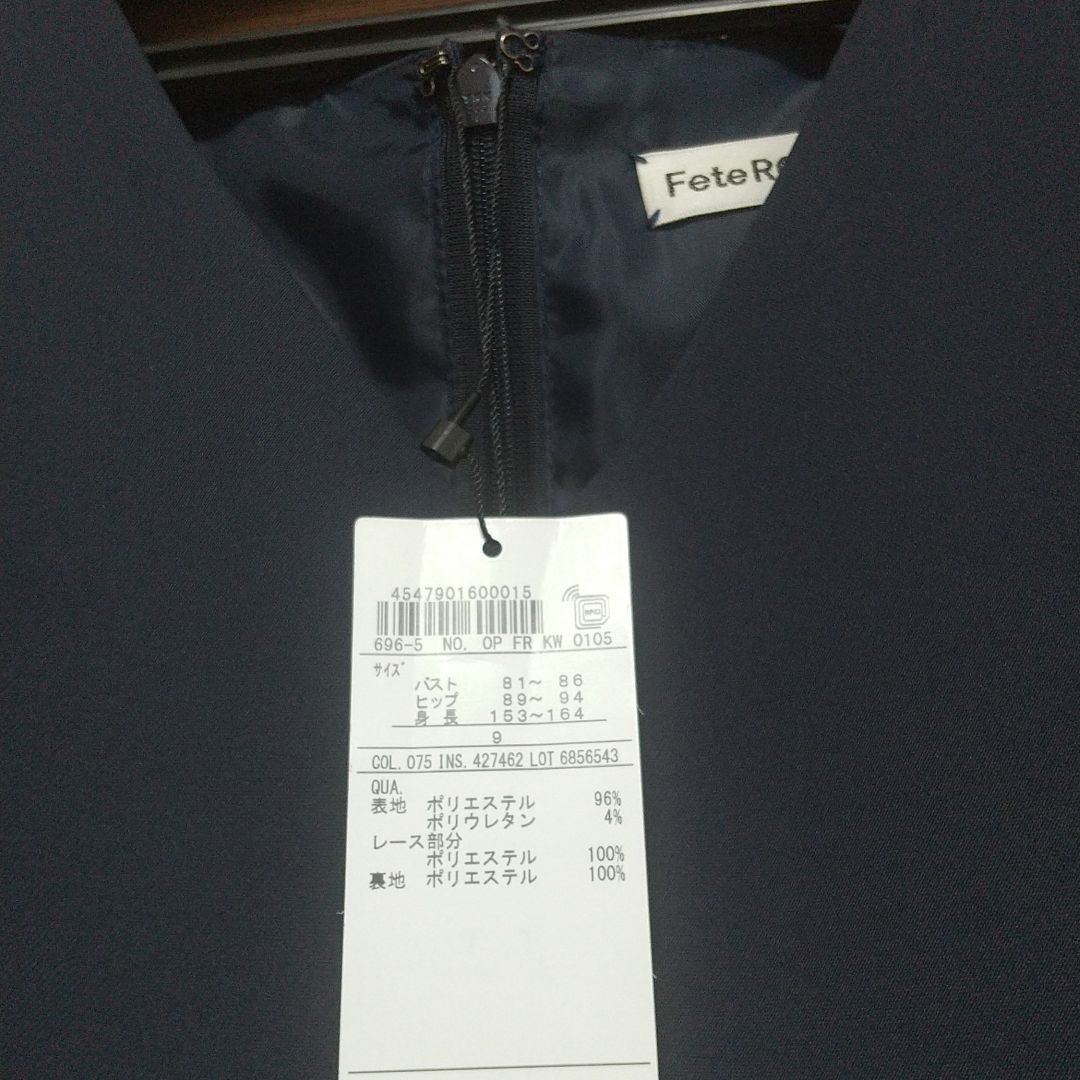 FeteR
4547901600015
RFID
696-5 NO. OP FR KW 0105
サイズ
バスト 81～ 86
ヒップ 89～ 94
身長 153～164
9
COL. 075 INS. 427462 LOT 6856543
QUA.
表地 ポリエステル 96%
ポリウレタン 4%
レース部分
ポリエステル 100%
裏地 ポリエステル 100%